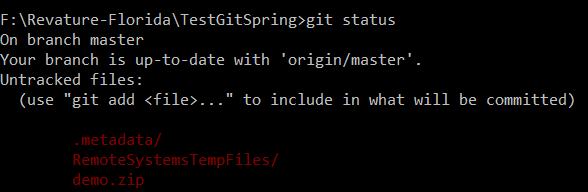 F:\Revature-Florida\TestGitSpring>git status
On branch master
Your branch is up-to-date with 'origin/master'.
Untracked files:
  (use "git add <file>..." to include in what will be committed)

        .metadata/
        RemoteSystemsTempFiles/
        demo.zip